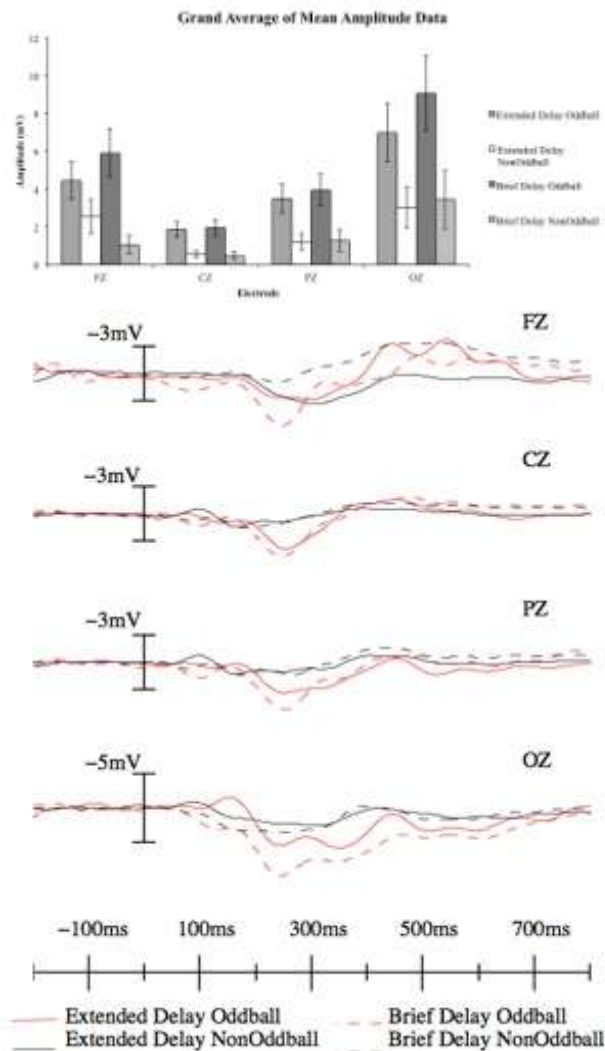 Grand Average of Mean Amplitude Data
12
10
8
6
4
2
0
Amplitude (mV)
FZ
CZ
PZ
OZ
Electrode
Extended Delay Oddball
Extended Delay
NonOddball
Brief Delay Oddball
Brief Delay NonOddball
−3mV
FZ
−3mV
CZ
−3mV
PZ
−5mV
OZ
−100ms 100ms 300ms 500ms 700ms
Extended Delay Oddball Brief Delay Oddball
Extended Delay NonOddball Brief Delay NonOddball